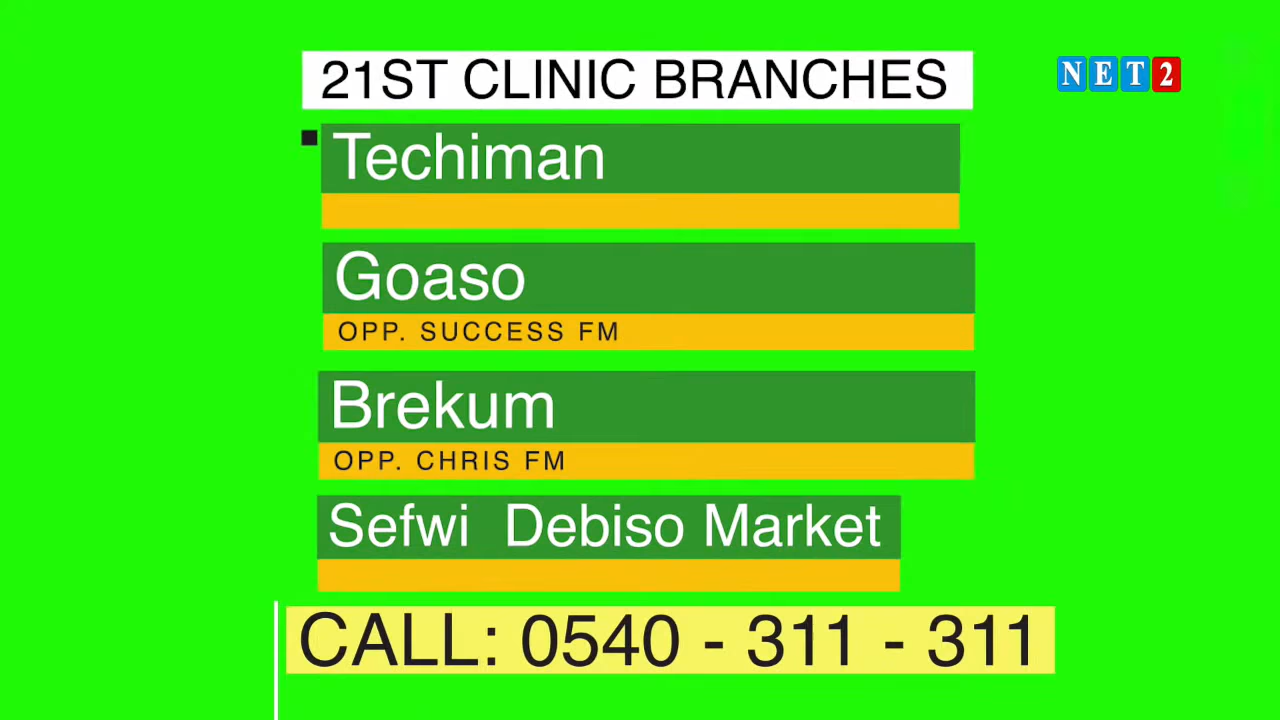 21ST CLINIC BRANCHES
NET2
Techiman
Goaso
OPP. SUCCESS FM
Brekum
OPP. CHRIS FM
Sefwi Debiso Market
CALL: 0540 - 311 - 311